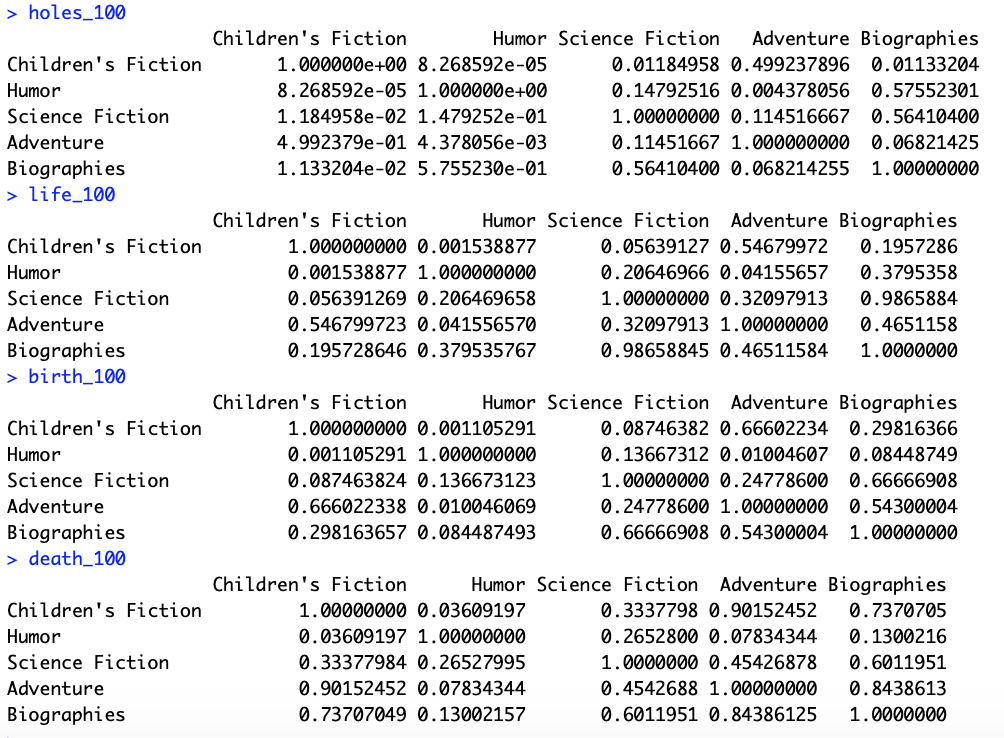 > holes_100
Children's Fiction Humor Science Fiction Adventure Biographies
Children's Fiction 1.000000e+00 8.268592e-05 0.01184958 0.499237896 0.01133204
Humor 8.268592e-05 1.000000e+00 0.14792516 0.004378056 0.57552301
Science Fiction 1.184958e-02 1.479252e-01 1.00000000 0.114516667 0.56410400
Adventure 4.992379e-01 4.378056e-03 0.11451667 1.000000000 0.06821425
Biographies 1.133204e-02 5.755230e-01 0.56410400 0.068214255 1.00000000
> life_100
Children's Fiction Humor Science Fiction Adventure Biographies
Children's Fiction 1.000000000 0.001538877 0.05639127 0.54679972 0.1957286
Humor 0.001538877 1.000000000 0.20646966 0.04155657 0.3795358
Science Fiction 0.056391269 0.206469658 1.00000000 0.32097913 0.9865884
Adventure 0.546799723 0.041556570 0.32097913 1.00000000 0.4651158
Biographies 0.195728646 0.379535767 0.98658845 0.46511584 1.0000000
> birth_100
Children's Fiction Humor Science Fiction Adventure Biographies
Children's Fiction 1.000000000 0.001105291 0.08746382 0.66602234 0.29816366
Humor 0.001105291 1.000000000 0.13667312 0.01004607 0.08448749
Science Fiction 0.087463824 0.136673123 1.00000000 0.24778600 0.66666908
Adventure 0.666022338 0.010046069 0.24778600 1.00000000 0.54300004
Biographies 0.298163657 0.084487493 0.66666908 0.54300004 1.00000000
> death_100
Children's Fiction Humor Science Fiction Adventure Biographies
Children's Fiction 1.00000000 0.03609197 0.3337798 0.90152452 0.7370705
Humor 0.03609197 1.00000000 0.2652800 0.07834344 0.1300216
Science Fiction 0.33377984 0.26527995 1.0000000 0.45426878 0.6011951
Adventure 0.90152452 0.07834344 0.4542688 1.00000000 0.8438613
Biographies 0.73707049 0.13002157 0.6011951 0.84386125 1.0000000